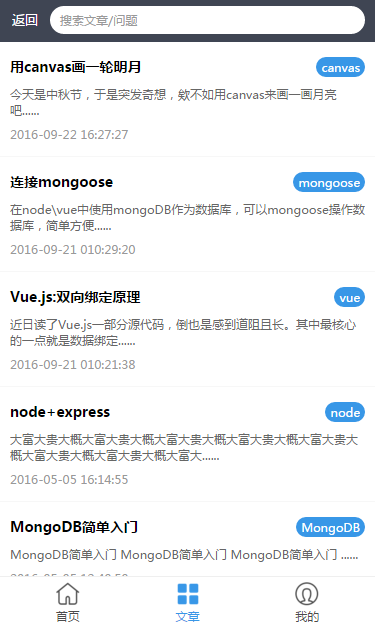 返回
搜索文章/问题
用canvas画一轮明月
canvas
今天是中秋节，于是突发奇想，欸不如用canvas来画一画月亮
吧......
2016-09-22 16:27:27
连接mongoose
mongoose
在node\vue中使用mongoDB作为数据库，可以mongoose操作数
据库，简单方便......
2016-09-21 010:29:20
Vue.js:双向绑定原理
vue
近日读了Vue.js一部分源代码，倒也是感到道阻且长。其中最核心
的一点就是数据绑定......
2016-09-21 010:21:38
node+express
node
大富大贵大概大富大贵大概大富大贵大概大富大贵大概大富大贵大
概大富大贵大概大富大贵大概大富大......
2016-05-05 16:14:55
MongoDB简单入门
MongoDB
MongoDB简单入门 MongoDB简单入门 MongoDB简单入门 ......
首页
文章
我的